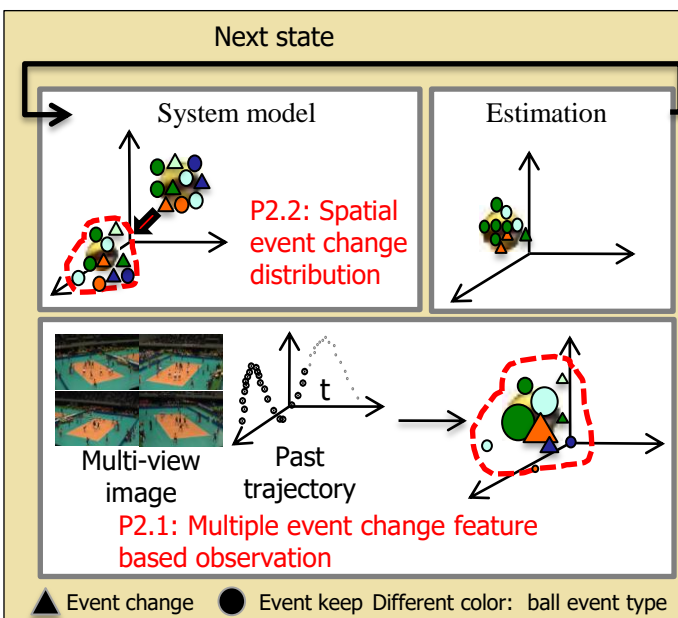 Next state
System model
Estimation
P2.2: Spatial
event change
distribution
t
Multi-view
image
Past
trajectory
P2.1: Multiple event change feature
based observation
Event change
Event keep
Different color: ball event type